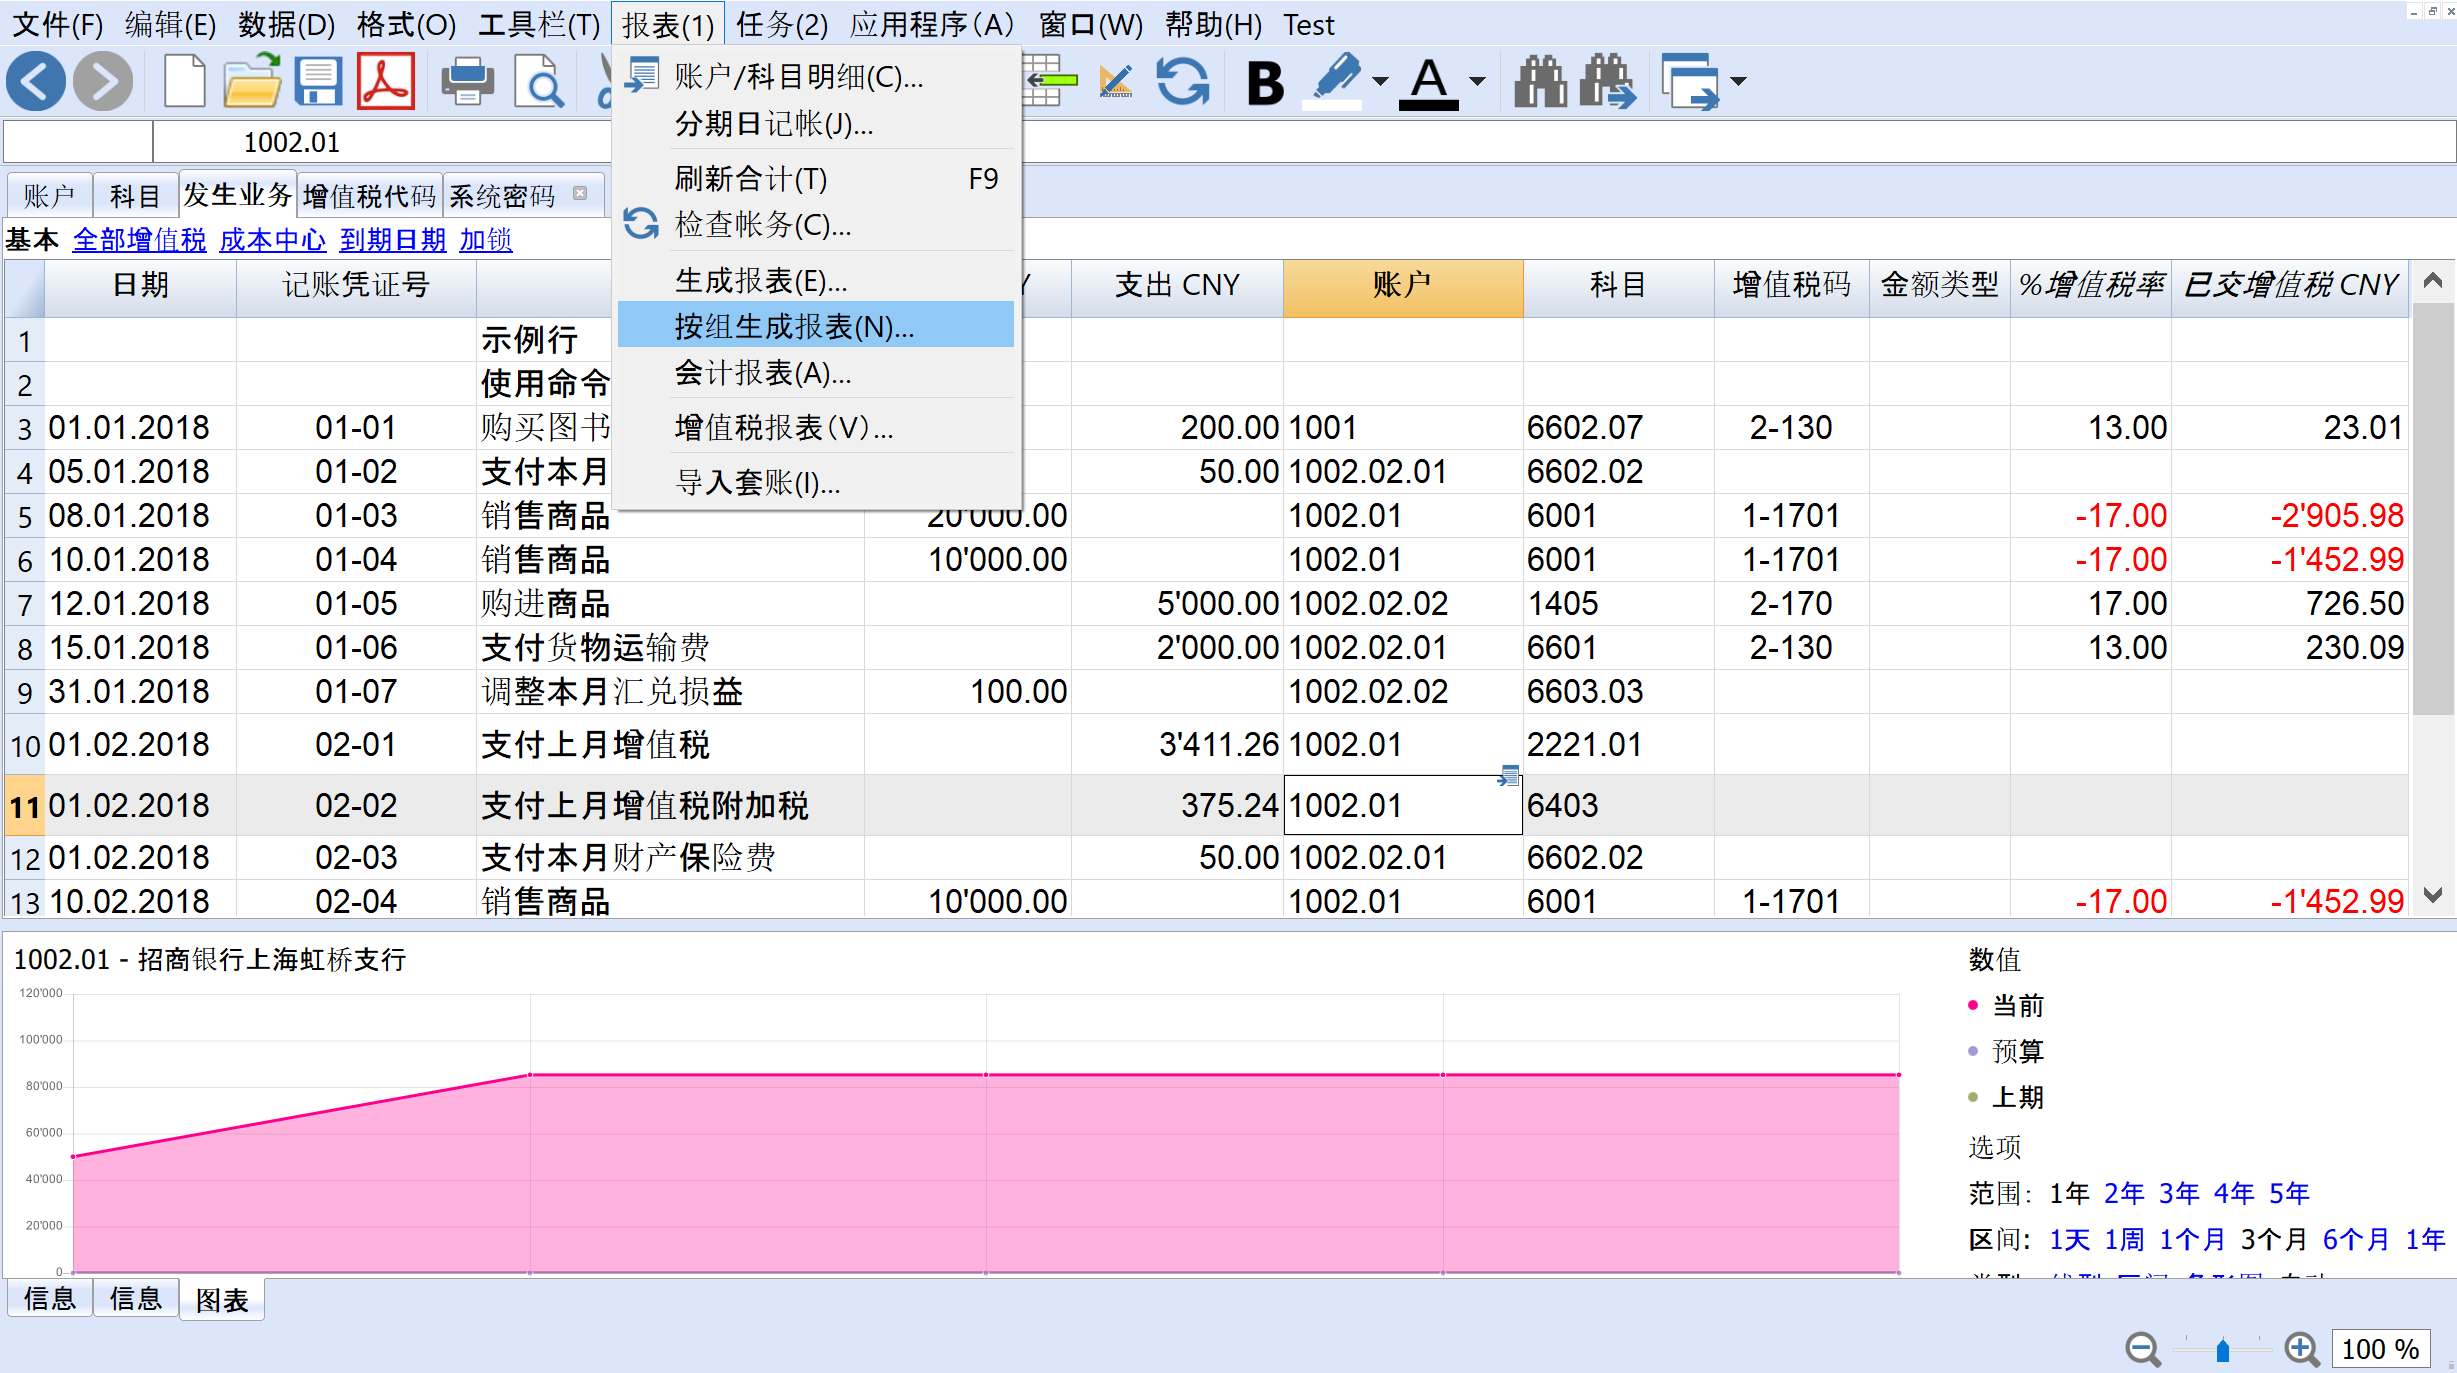 文件(F) 编辑(E) 数据(D) 格式(O) 工具栏(T) 报表(1) 任务(2) 应用程序(A) 窗口(W) 帮助(H) Test
B A
1002.01
账户/科目明细(C)...
分期日记帐(J)...
刷新合计(T) F9
检查帐务(C)...
生成报表(E)...
按组生成报表(N)...
会计报表(A)...
增值税报表(V)...
导入套账(I)...
账户 科目 发生业务 增值税代码 系统密码
基本 全部增值税 成本中心 到期日期 加锁
日期 记账凭证号 Y 支出 CNY 账户 科目 增值税码 金额类型 %增值税率 已交增值税 CNY
1 示例行
2 使用命令
3 01.01.2018 01-01 购买图书 200.00 1001 6602.07 2-130 13.00 23.01
4 05.01.2018 01-02 支付本月 50.00 1002.02.01 6602.02
5 08.01.2018 01-03 销售商品 20'000.00 1002.01 6001 1-1701 -17.00 -2'905.98
6 10.01.2018 01-04 销售商品 10'000.00 1002.01 6001 1-1701 -17.00 -1'452.99
7 12.01.2018 01-05 购进商品 5'000.00 1002.02.02 1405 2-170 17.00 726.50
8 15.01.2018 01-06 支付货物运输费 2'000.00 1002.02.01 6601 2-130 13.00 230.09
9 31.01.2018 01-07 调整本月汇兑损益 100.00 1002.02.02 6603.03
10 01.02.2018 02-01 支付上月增值税 3'411.26 1002.01 2221.01
11 01.02.2018 02-02 支付上月增值税附加税 375.24 1002.01 6403
12 01.02.2018 02-03 支付本月财产保险费 50.00 1002.02.01 6602.02
13 10.02.2018 02-04 销售商品 10'000.00 1002.01 6001 1-1701 -17.00 -1'452.99
1002.01 - 招商银行上海虹桥支行
120'000
100'000
80'000
60'000
40'000
20'000
0
数值
当前
预算
上期
选项
范围: 1年 2年 3年 4年 5年
区间: 1天 1周 1个月 3个月 6个月 1年
信息 信息 图表
100 %